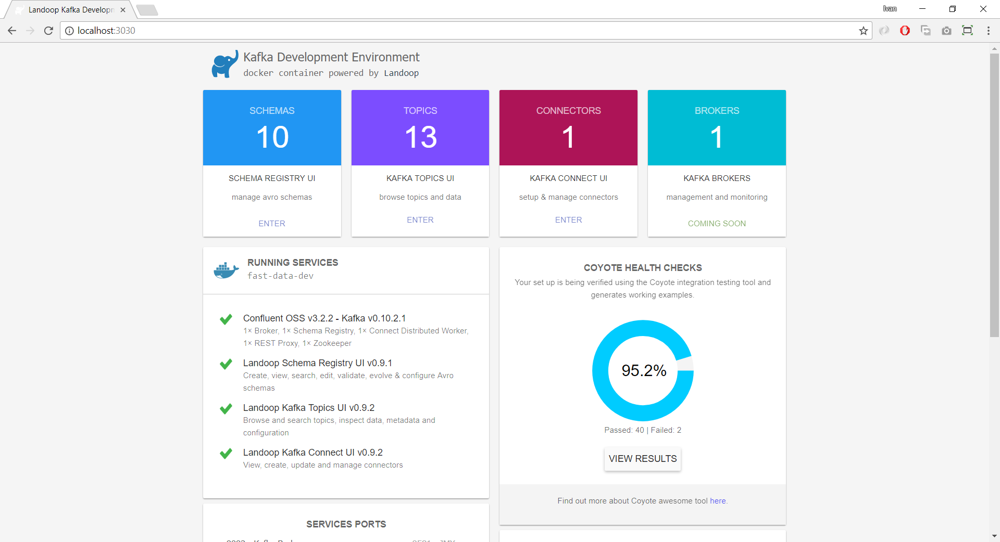 Landoop Kafka Develop
Ivan
localhost:3030
Kafka Development Environment
docker container powered by Landoop
SCHEMAS
10
SCHEMA REGISTRY UI
manage avro schemas
ENTER
TOPICS
13
KAFKA TOPICS UI
browse topics and data
ENTER
CONNECTORS
1
KAFKA CONNECT UI
setup & manage connectors
ENTER
BROKERS
1
KAFKA BROKERS
management and monitoring
COMING SOON
RUNNING SERVICES
fast-data-dev
Confluent OSS v3.2.2 - Kafka v0.10.2.1
1× Broker, 1× Schema Registry, 1× Connect Distributed Worker,
1× REST Proxy, 1× Zookeeper
Landoop Schema Registry UI v0.9.1
Create, view, search, edit, validate, evolve & configure Avro
schemas
Landoop Kafka Topics UI v0.9.2
Browse and search topics, inspect data, metadata and
configuration
Landoop Kafka Connect UI v0.9.2
View, create, update and manage connectors
COYOTE HEALTH CHECKS
Your set up is being verified using the Coyote integration testing tool and
generates working examples.
95.2%
Passed: 40 | Failed: 2
VIEW RESULTS
Find out more about Coyote awesome tool here.
SERVICES PORTS